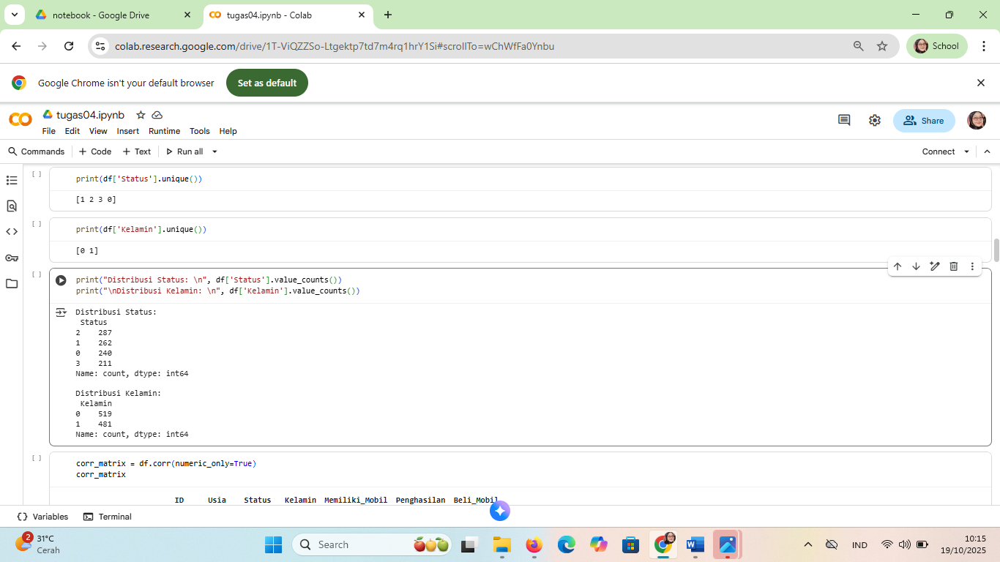 notebook - Google Drive
tugas04.ipynb - Colab
colab.research.google.com/drive/1T-ViQZZSo-Ltgektp7td7m4rq1hrY1Si#scrollTo=wChWfFa0Ynbu
School
Google Chrome isn't your default browser
Set as default
tugas04.ipynb
Share
File Edit View Insert Runtime Tools Help
Commands + Code + Text Run all
Connect
[ ] print(df['Status'].unique())
[1 2 3 0]
[ ] print(df['Kelamin'].unique())
[0 1]
[ ] print("Distribusi Status: \n", df['Status'].value_counts())
print("\nDistribusi Kelamin: \n", df['Kelamin'].value_counts())
Distribusi Status:
Status
2 287
1 262
0 240
3 211
Name: count, dtype: int64
Distribusi Kelamin:
Kelamin
0 519
1 481
Name: count, dtype: int64
[ ] corr_matrix = df.corr(numeric_only=True)
corr_matrix
ID Usia Status Kelamin Memiliki_Mobil Penghasilan Beli_Mobil
Variables Terminal
2
31°C
Cerah
Search
IND
10:15
19/10/2025